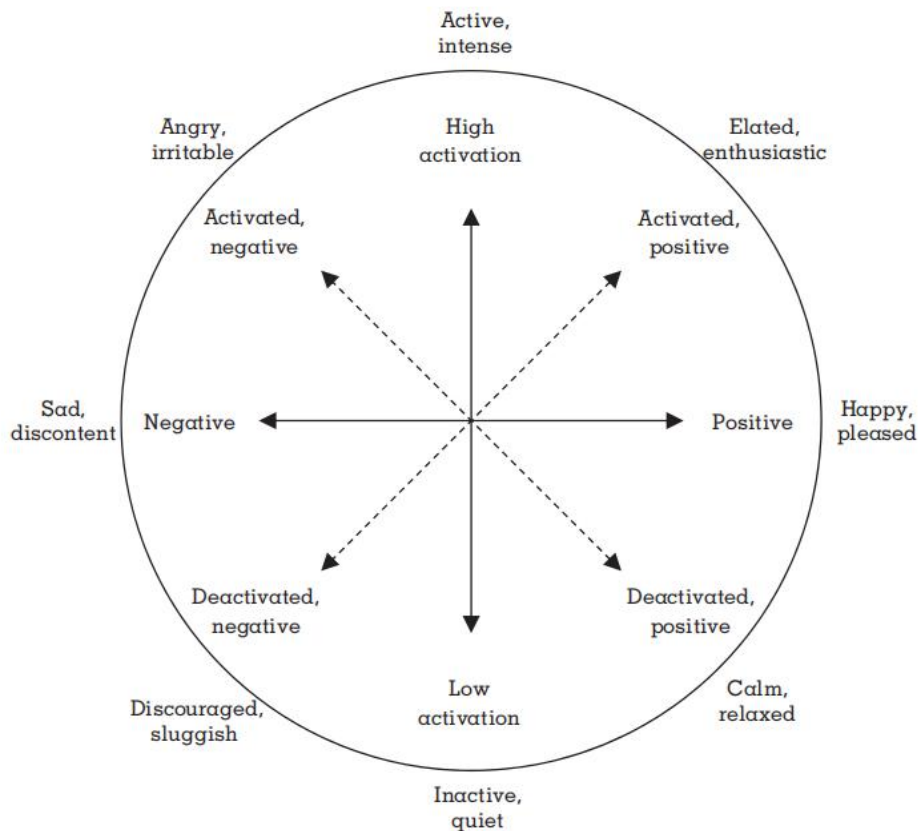 Active,
intense
Angry,
irritable
High
activation
Elated,
enthusiastic
Activated,
negative
Activated,
positive
Sad,
discontent
Negative
Positive
Happy,
pleased
Deactivated,
negative
Deactivated,
positive
Discouraged,
sluggish
Low
activation
Calm,
relaxed
Inactive,
quiet